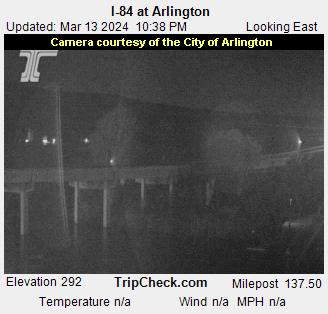 I-84 at Arlington
Updated: Mar 13 2024 10:38 PM Looking East
Camera courtesy of the City of Arlington
Elevation 292 TripCheck.com Milepost 137.50
Temperature n/a Wind n/a MPH n/a